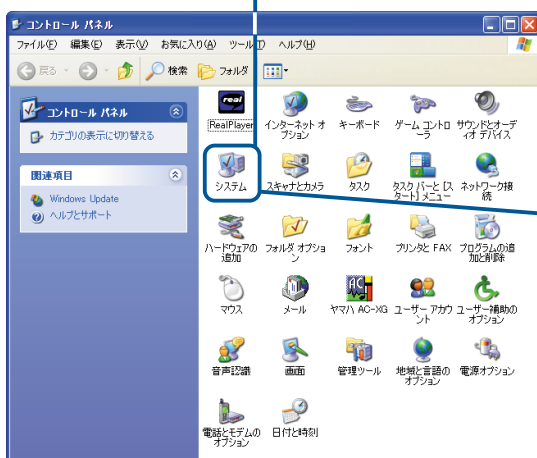 コントロール パネル
ファイル(F) 編集(E) 表示(V) お気に入り(A) ツール(T) ヘルプ(H)
戻る 検索 フォルダ
コントロール パネル
カテゴリの表示に切り替える
関連項目
Windows Update
ヘルプとサポート
real
RealPlayer
インターネット オ
プション
キーボード
ゲーム コントロ
ーラ
サウンドとオーデ
ィオ デバイス
システム
スキャナとカメラ
タスク
タスク バーと [ス
タート] メニュー
ネットワーク接
続
ハードウェアの
追加
フォルダ オプショ
ン
フォント
プリンタと FAX
プログラムの追
加と削除
マウス
メール
AC
ヤマハ AC-XG
ユーザー アカウ
ント
ユーザー補助の
オプション
音声認識
画面
管理ツール
地域と言語の
オプション
電源オプション
電話とモデムの
オプション
日付と時刻